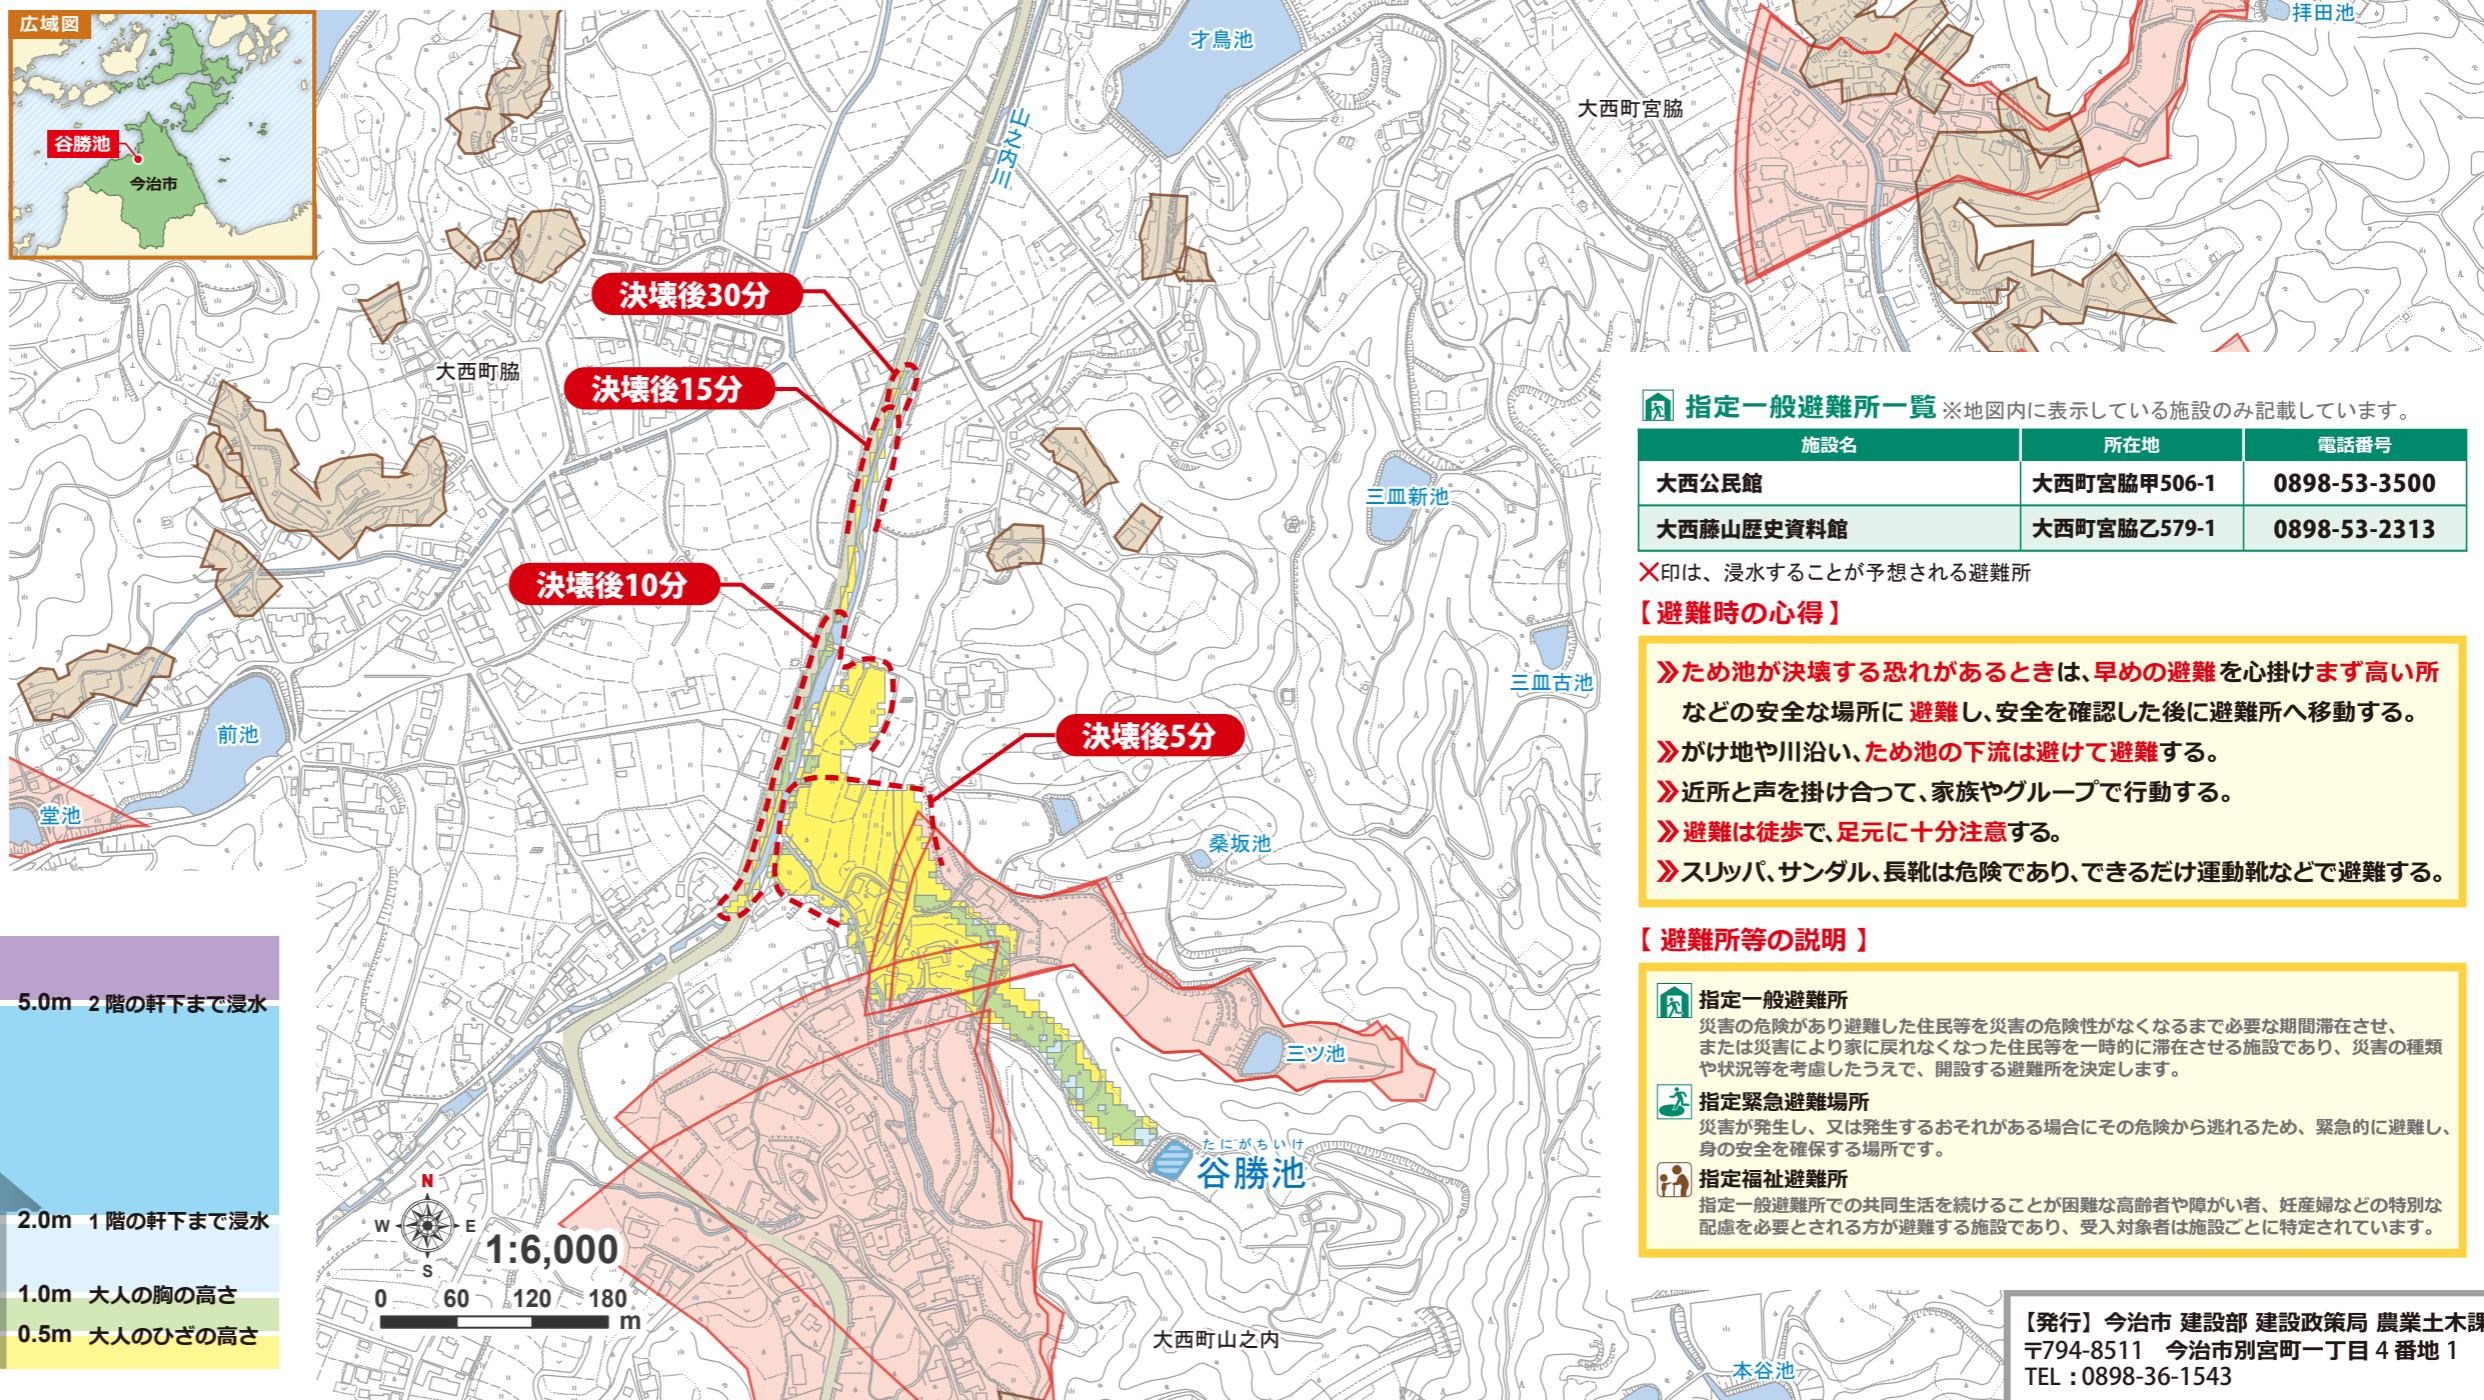 広域図
谷勝池
今治市
才鳥池
拝田池
山之内川
大西町宮脇
決壊後30分
大西町脇
決壊後15分
決壊後10分
三皿新池
三皿古池
前池
決壊後5分
堂池
桑坂池
三ツ池
たにがちいけ
谷勝池
大西町山之内
本谷池
5.0m 2階の軒下まで浸水
2.0m 1階の軒下まで浸水
1.0m 大人の胸の高さ
0.5m 大人のひざの高さ
N
W E
S
1:6,000
0 60 120 180
m
指定一般避難所一覧 ※地図内に表示している施設のみ記載しています。
施設名 所在地 電話番号
大西公民館 大西町宮脇甲506-1 0898-53-3500
大西藤山歴史資料館 大西町宮脇乙579-1 0898-53-2313
×印は、浸水することが予想される避難所
【避難時の心得】
》ため池が決壊する恐れがあるときは、早めの避難を心掛けまず高い所
などの安全な場所に避難し、安全を確認した後に避難所へ移動する。
》がけ地や川沿い、ため池の下流は避けて避難する。
》近所と声を掛け合って、家族やグループで行動する。
》避難は徒歩で、足元に十分注意する。
》スリッパ、サンダル、長靴は危険であり、できるだけ運動靴などで避難する。
【 避難所等の説明 】
指定一般避難所
災害の危険があり避難した住民等を災害の危険性がなくなるまで必要な期間滞在させ、
または災害により家に戻れなくなった住民等を一時的に滞在させる施設であり、災害の種類
や状況等を考慮したうえで、開設する避難所を決定します。
指定緊急避難場所
災害が発生し、又は発生するおそれがある場合にその危険から逃れるため、緊急的に避難し、
身の安全を確保する場所です。
指定福祉避難所
指定一般避難所での共同生活を続けることが困難な高齢者や障がい者、妊産婦などの特別な
配慮を必要とされる方が避難する施設であり、受入対象者は施設ごとに特定されています。
【発行】今治市 建設部 建設政策局 農業土木課
〒794-8511 今治市別宮町一丁目4番地1
TEL：0898-36-1543